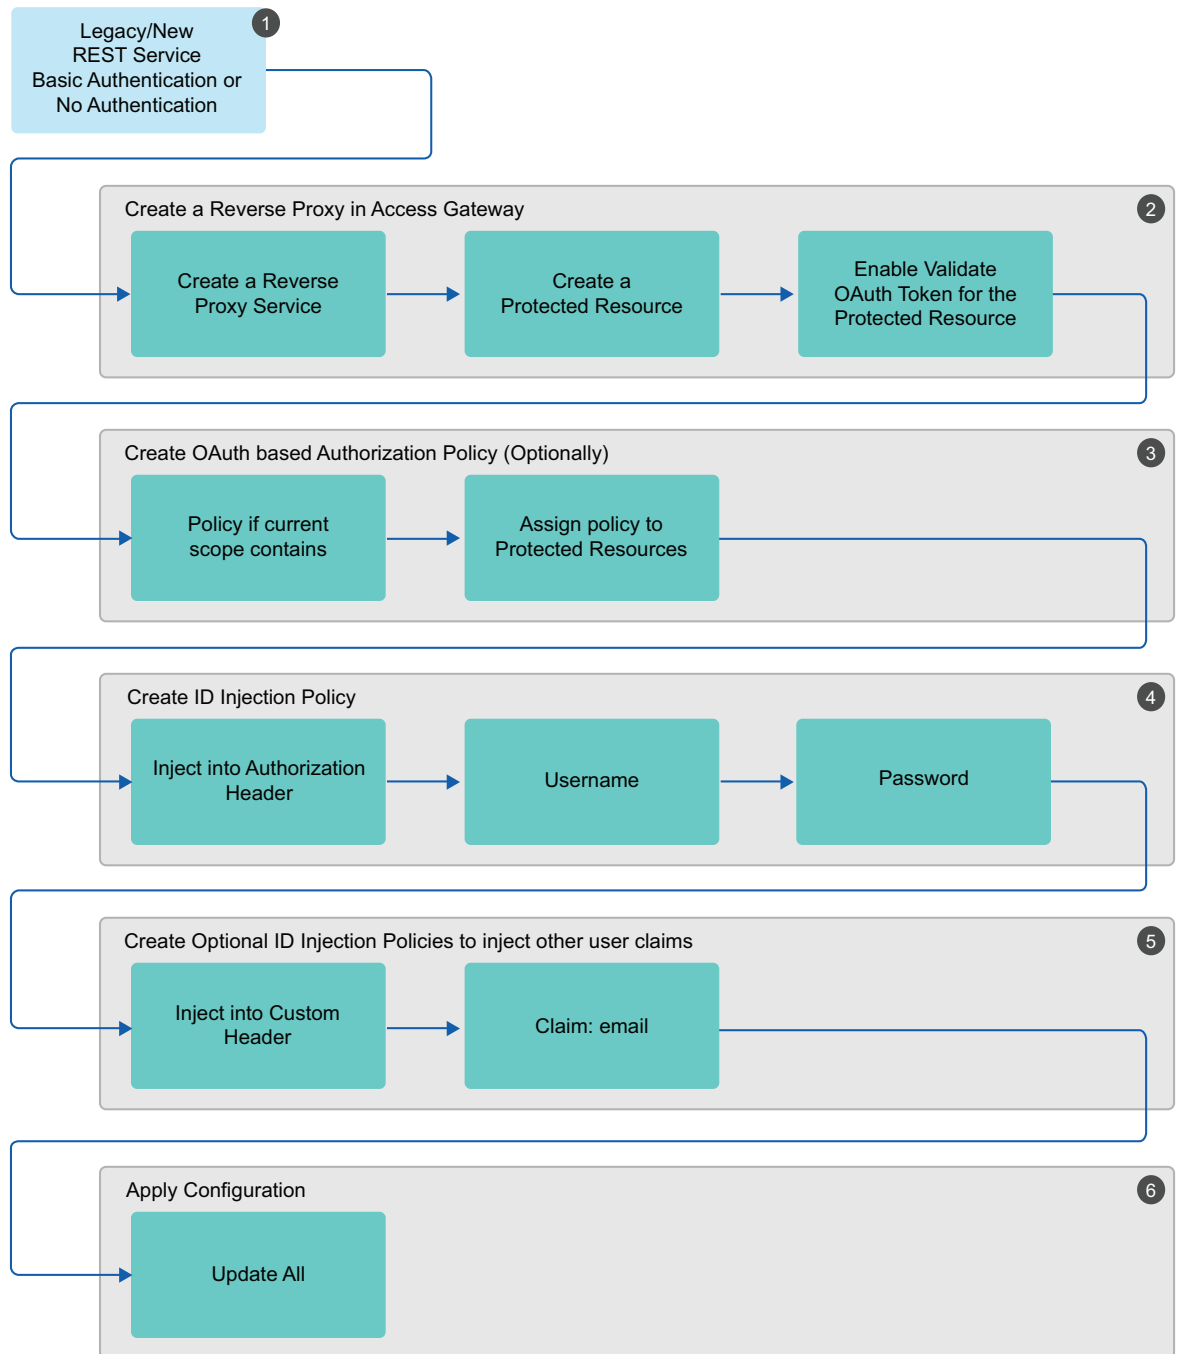 Legacy/New
REST Service
Basic Authentication or
No Authentication
1
Create a Reverse Proxy in Access Gateway
2
Create a Reverse
Proxy Service
Create a
Protected Resource
Enable Validate
OAuth Token for the
Protected Resource
Create OAuth based Authorization Policy (Optionally)
3
Policy if current
scope contains
Assign policy to
Protected Resources
Create ID Injection Policy
4
Inject into Authorization
Header
Username
Password
Create Optional ID Injection Policies to inject other user claims
5
Inject into Custom
Header
Claim: email
Apply Configuration
6
Update All